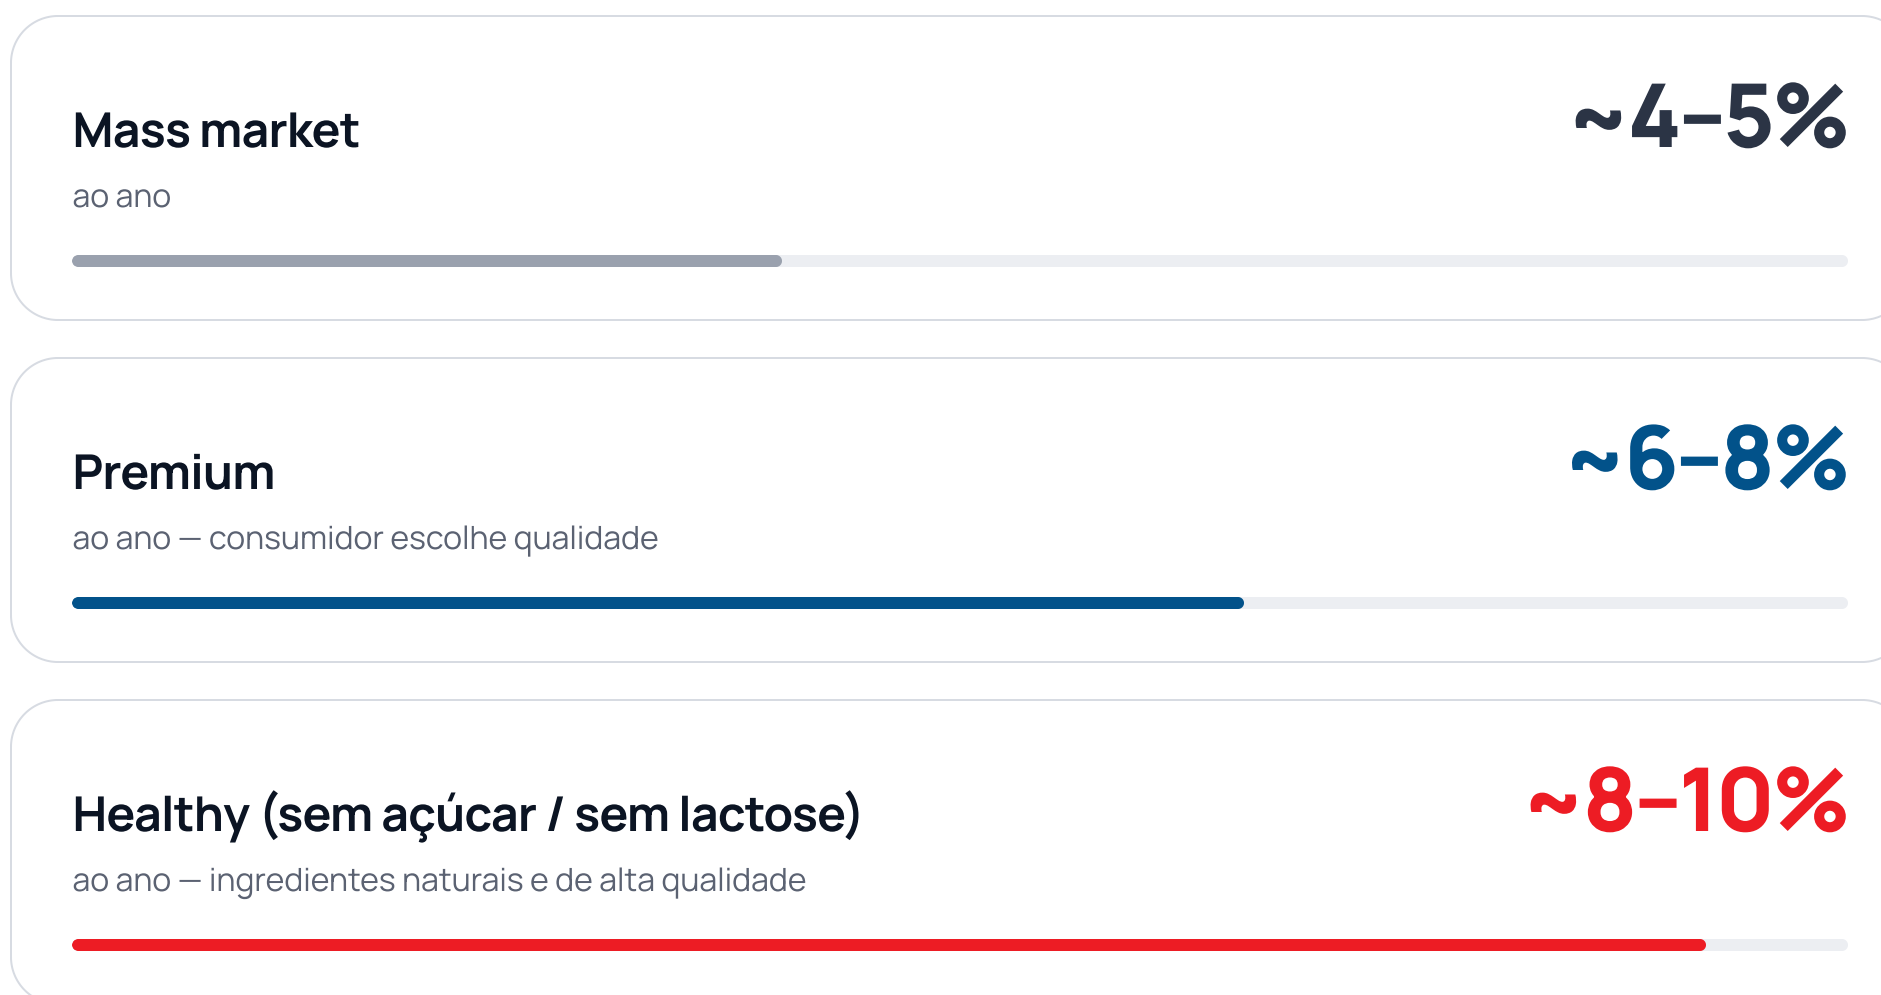 Mass market
~4–5%
ao ano
Premium
~6–8%
ao ano — consumidor escolhe qualidade
Healthy (sem açúcar / sem lactose)
~8–10%
ao ano — ingredientes naturais e de alta qualidade